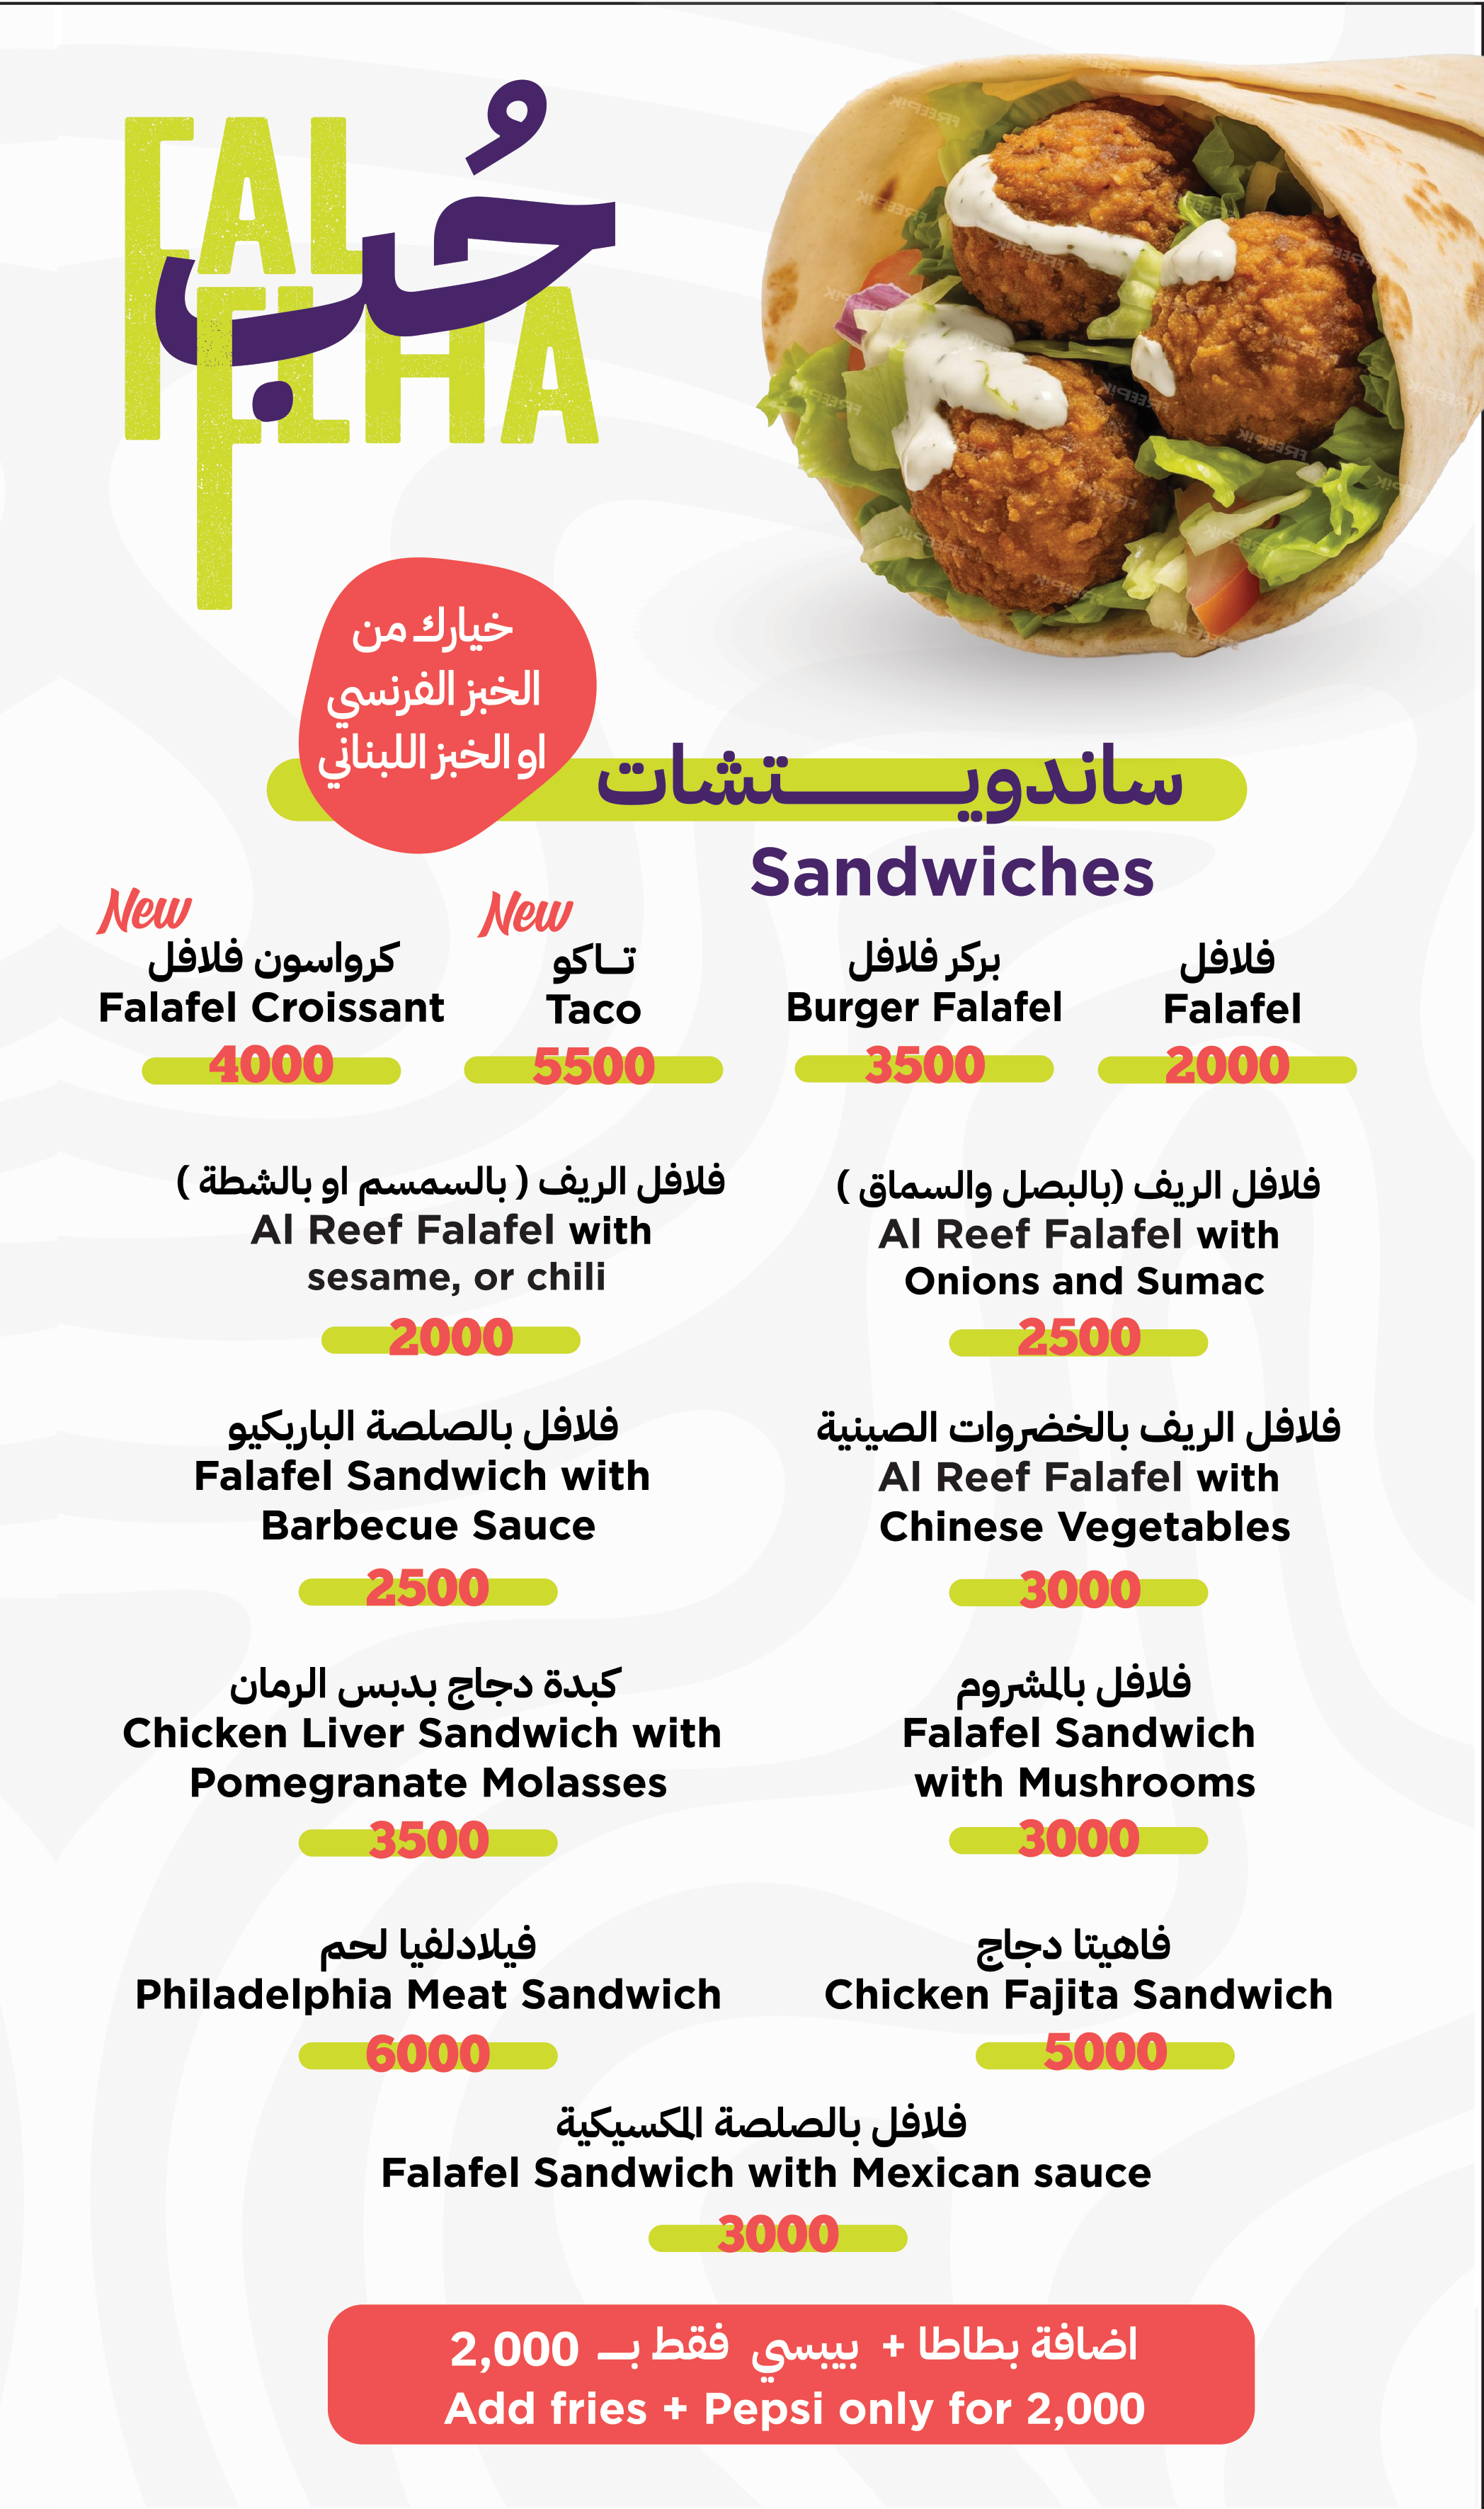 FAL
FELHA
حُب
خيارك من
الخبز الفرنسي
او الخبز اللبناني
ساندويـــــتشات
Sandwiches
فلافل
Falafel
2000
بركر فلافل
Burger Falafel
3500
New
تــاكو
Taco
5500
New
كرواسون فلافل
Falafel Croissant
4000
فلافل الريف (بالبصل والسماق )
Al Reef Falafel with
Onions and Sumac
2500
فلافل الريف ( بالسمسم او بالشطة )
Al Reef Falafel with
sesame, or chili
2000
فلافل الريف بالخضروات الصينية
Al Reef Falafel with
Chinese Vegetables
3000
فلافل بالصلصة الباربكيو
Falafel Sandwich with
Barbecue Sauce
2500
فلافل بالمشروم
Falafel Sandwich
with Mushrooms
3000
كبدة دجاج بدبس الرمان
Chicken Liver Sandwich with
Pomegranate Molasses
3500
فاهيتا دجاج
Chicken Fajita Sandwich
5000
فيلادلفيا لحم
Philadelphia Meat Sandwich
6000
فلافل بالصلصة المكسيكية
Falafel Sandwich with Mexican sauce
3000
اضافة بطاطا + بيبسي فقط بــ 2,000
Add fries + Pepsi only for 2,000